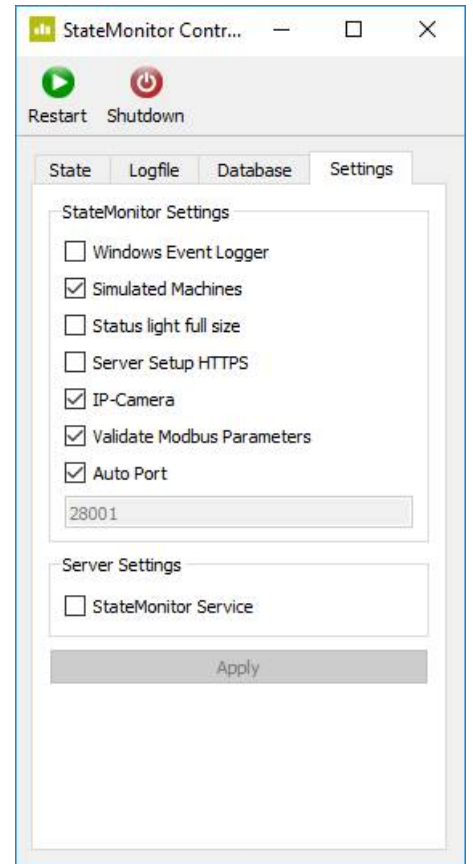 StateMonitor Contr...
Restart Shutdown
State Logfile Database Settings
StateMonitor Settings
Windows Event Logger
Simulated Machines
Status light full size
Server Setup HTTPS
IP-Camera
Validate Modbus Parameters
Auto Port
28001
Server Settings
StateMonitor Service
Apply